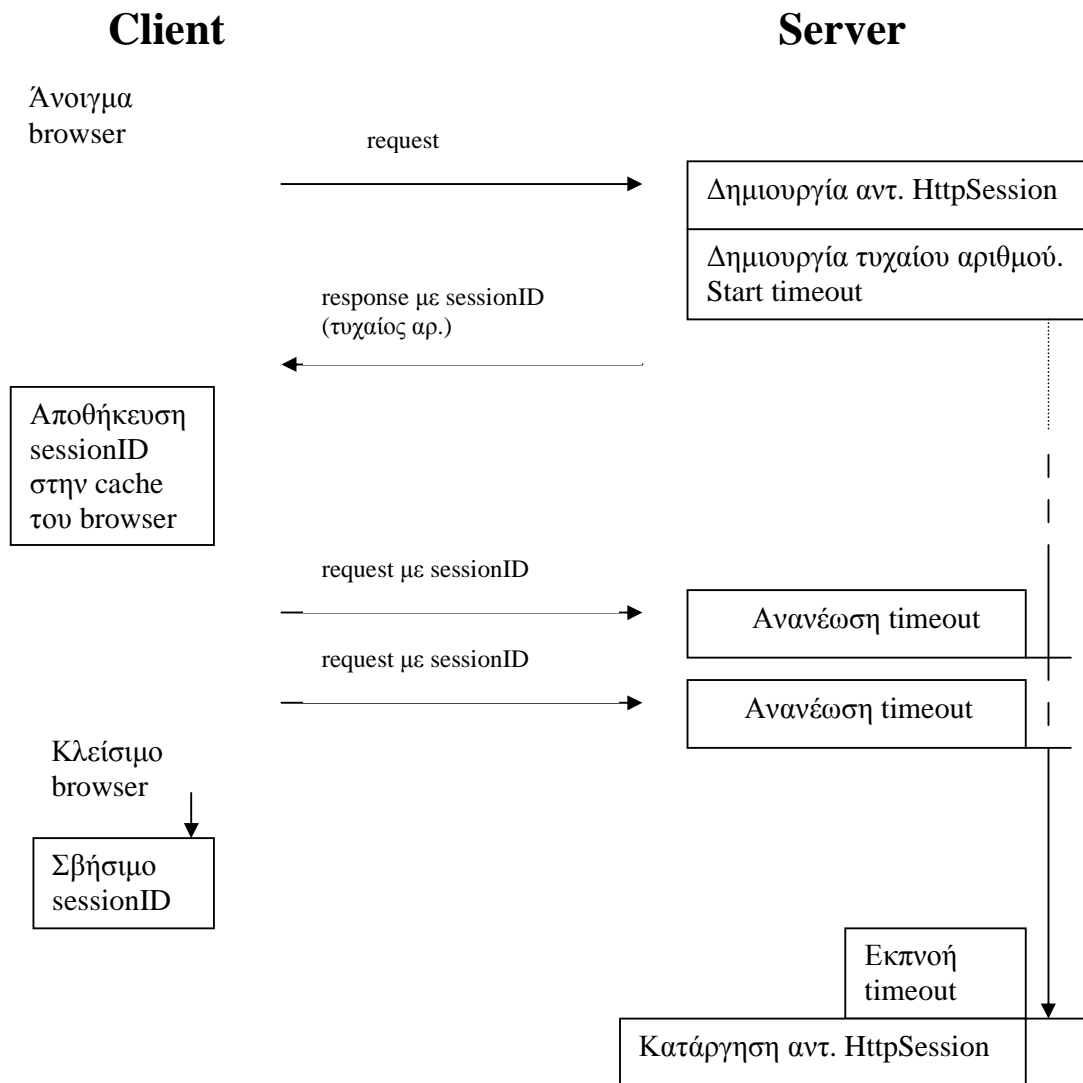 Client
Server
Άνοιγμα
browser
request
Δημιουργία αντ. HttpSession
Δημιουργία τυχαίου αριθμού.
Start timeout
response με sessionID
(τυχαίος αρ.)
Αποθήκευση
sessionID
στην cache
του browser
request με sessionID
Ανανέωση timeout
request με sessionID
Ανανέωση timeout
Κλείσιμο
browser
Σβήσιμο
sessionID
Εκπνοή
timeout
Κατάργηση αντ. HttpSession